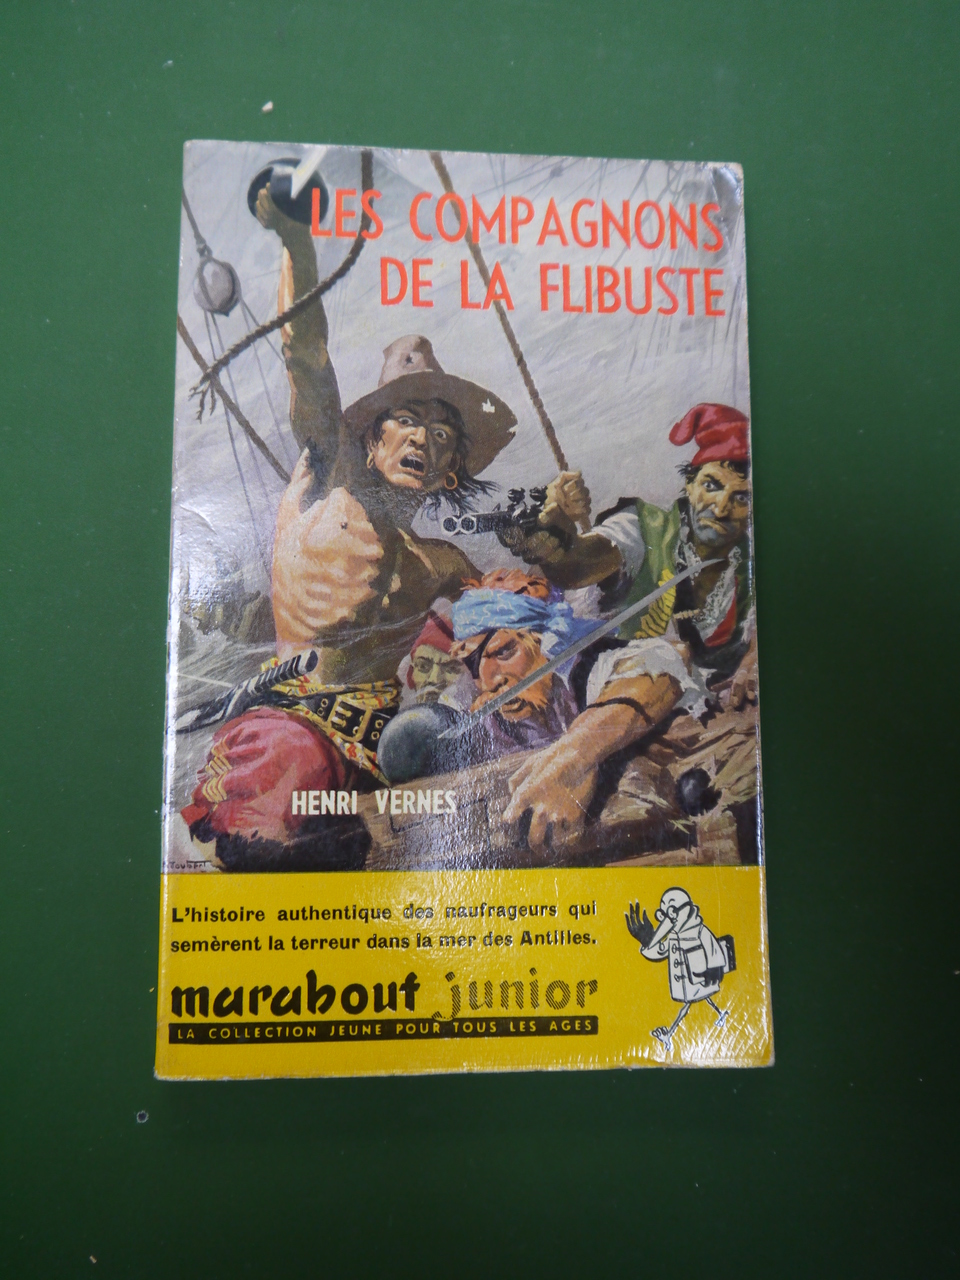 LES COMPAGNONS
DE LA FLIBUSTE
HENRI VERNES
L'histoire authentique des naufrageurs qui
semèrent la terreur dans la mer des Antilles.
marabout junior
LA COLLECTION JEUNE POUR TOUS LES AGES